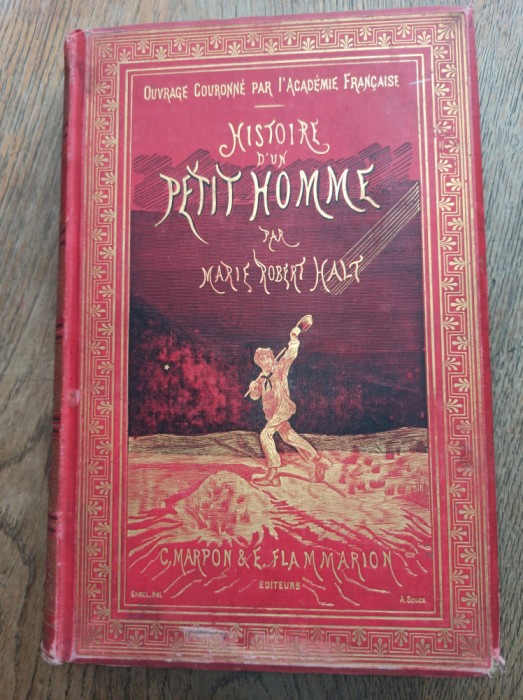 OUVRAGE COURONNÉ PAR l'ACADÉMIE FRANÇAISE
HISTOIRE
D'UN
PETIT HOMME
PAR
MARIE ROBERT HALT
C. MARPON & E. FLAMMARION
ÉDITEURS
A. SOUZE